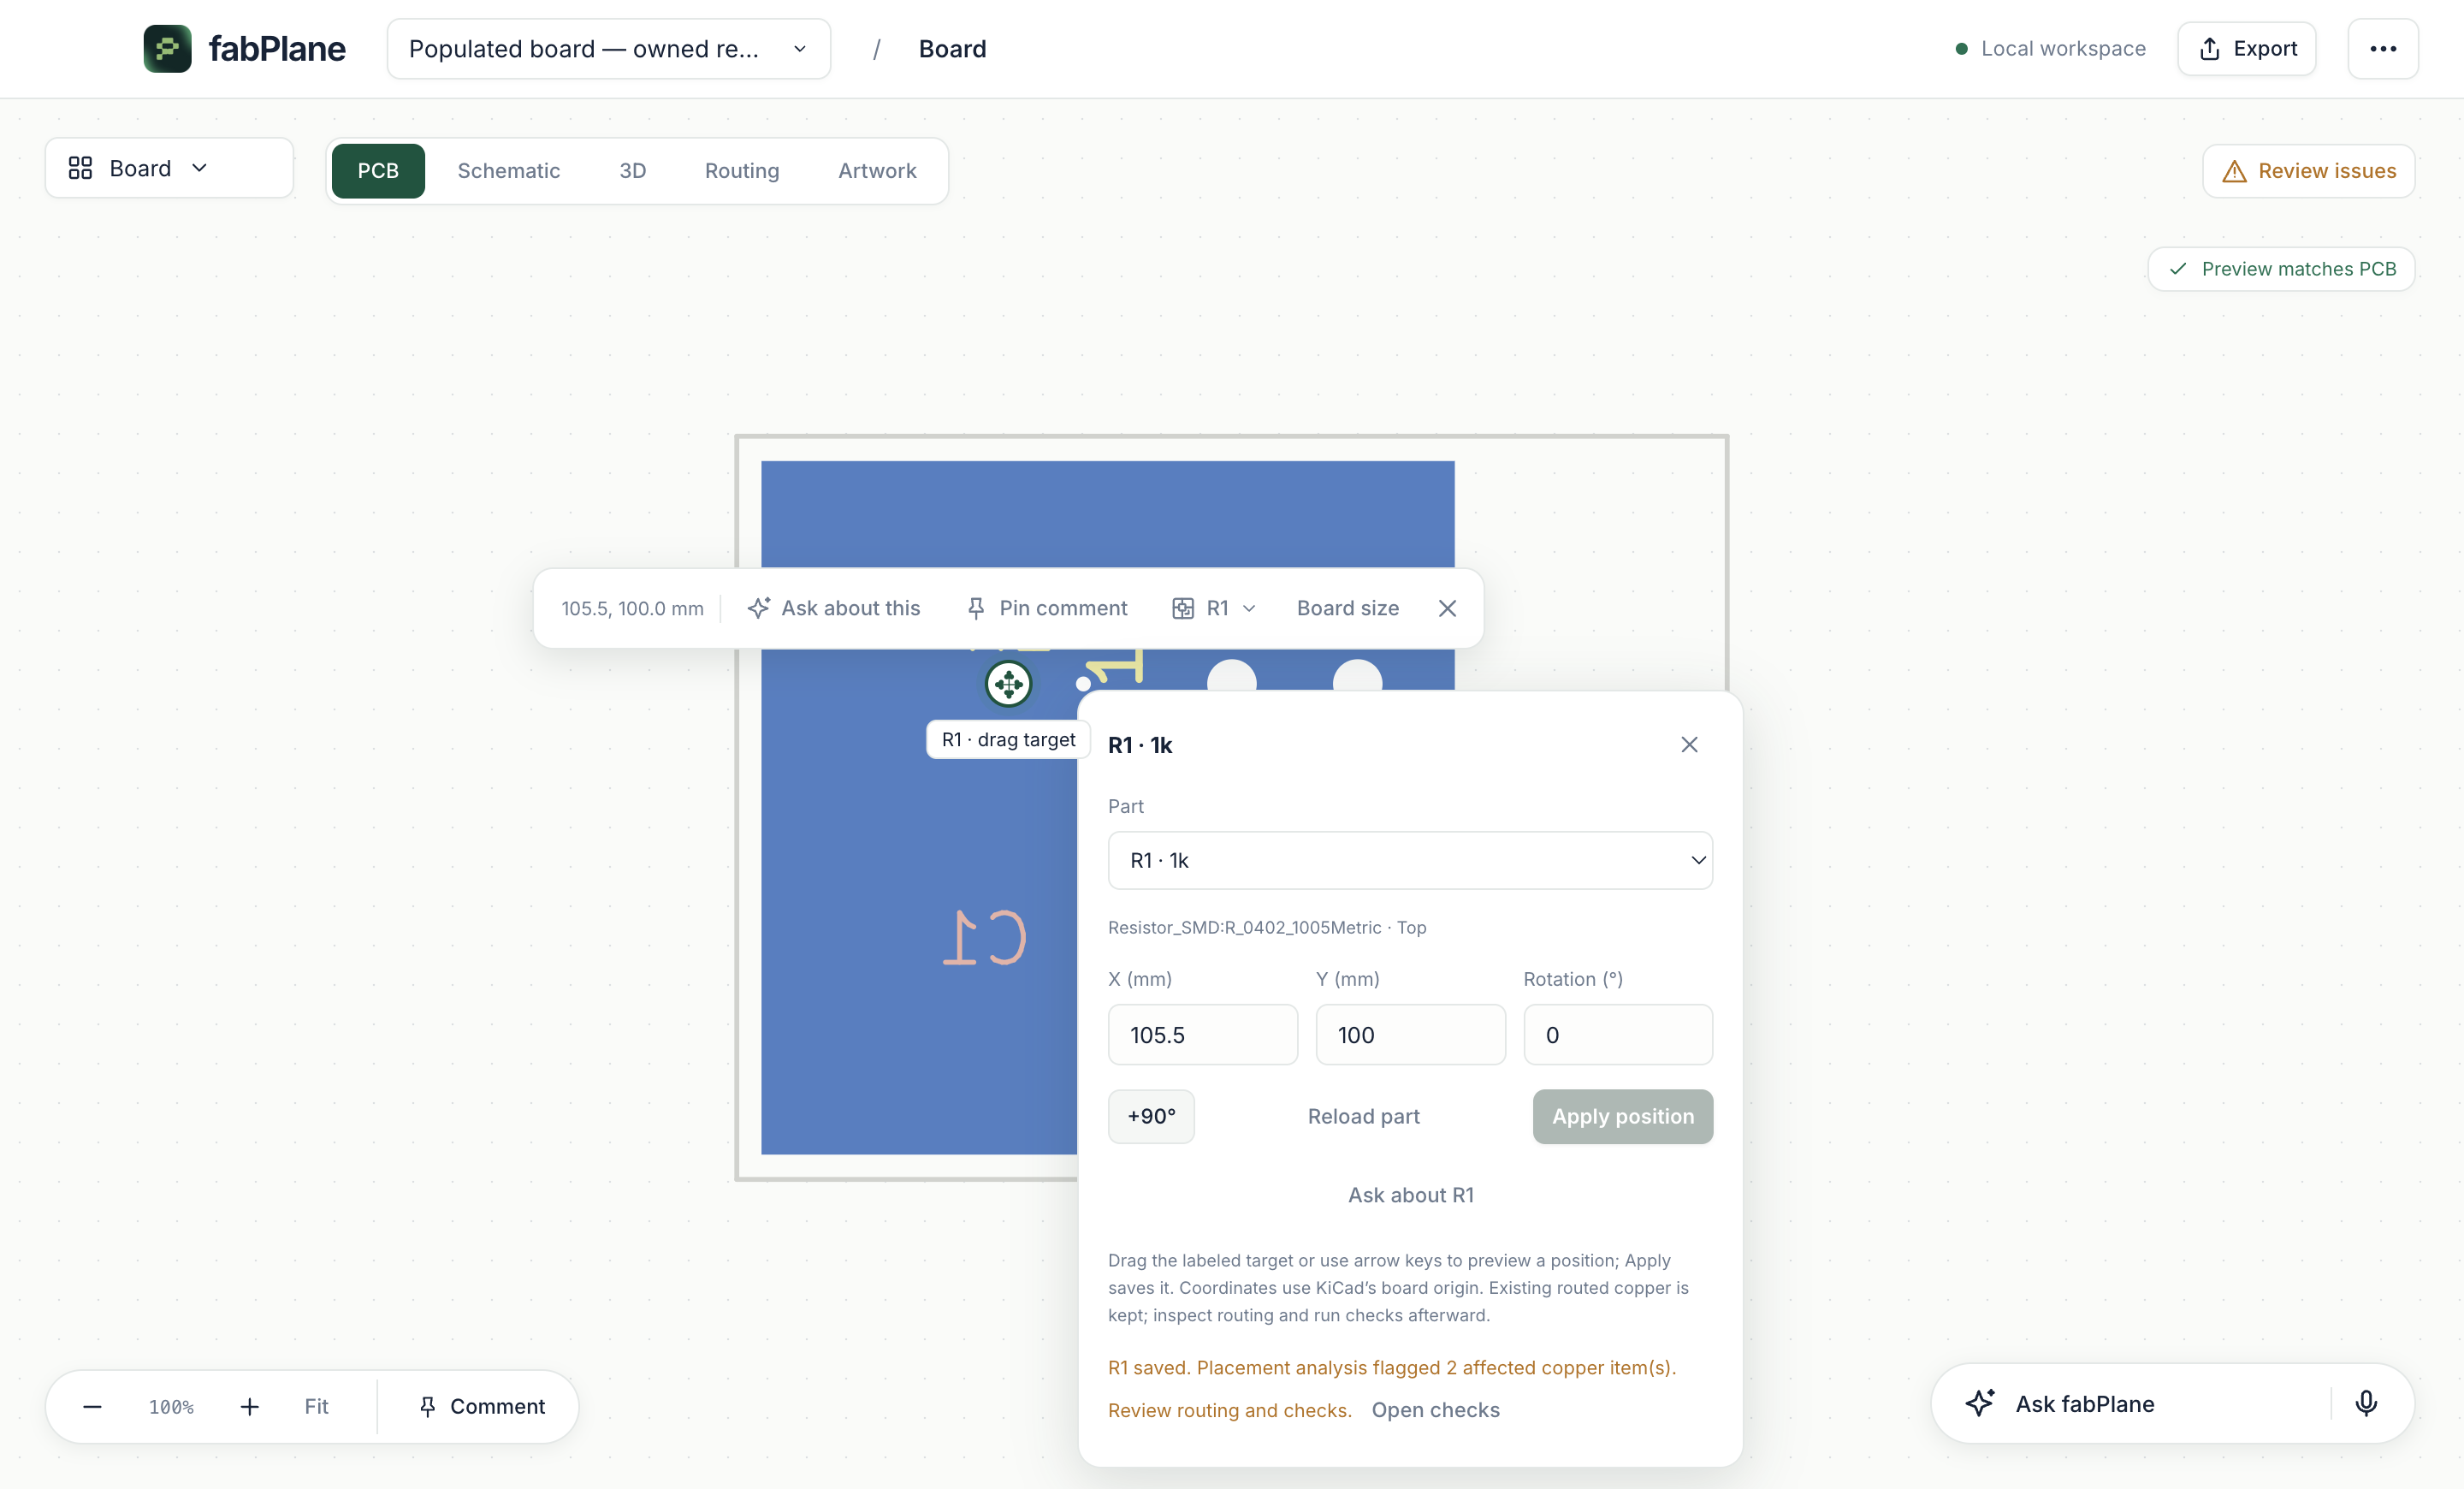 fabPlane
Populated board — owned re...
/
Board
Local workspace
Export
Board
PCB
Schematic
3D
Routing
Artwork
Review issues
Preview matches PCB
105.5, 100.0 mm
Ask about this
Pin comment
R1
Board size
1
R1 · drag target
C1
R1 · 1k
Part
R1 · 1k
Resistor_SMD:R_0402_1005Metric · Top
X (mm)
Y (mm)
Rotation (°)
105.5
100
0
+90°
Reload part
Apply position
Ask about R1
Drag the labeled target or use arrow keys to preview a position; Apply
saves it. Coordinates use KiCad’s board origin. Existing routed copper is
kept; inspect routing and run checks afterward.
R1 saved. Placement analysis flagged 2 affected copper item(s).
Review routing and checks.
Open checks
100%
Fit
Comment
Ask fabPlane